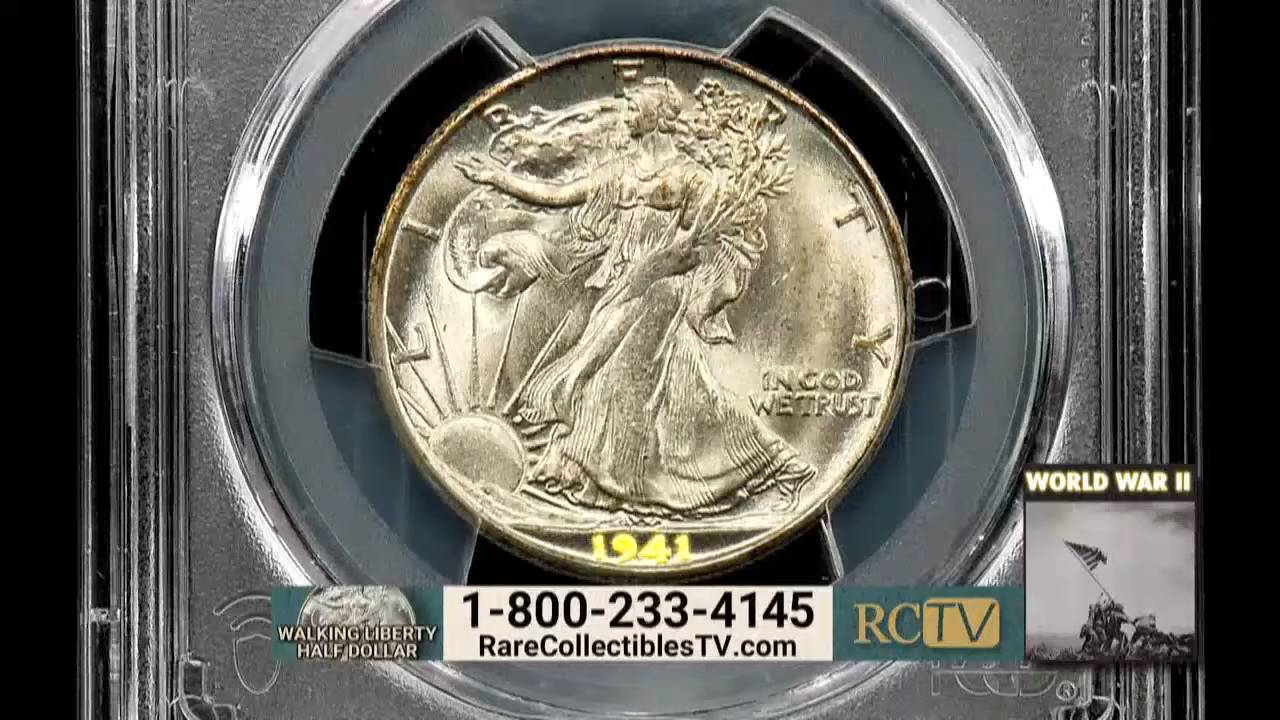 LIBERTY
IN GOD
WE TRUST
1941
WORLD WAR II
WALKING LIBERTY
HALF DOLLAR
1-800-233-4145
RareCollectiblesTV.com
RCTV
PCGS®